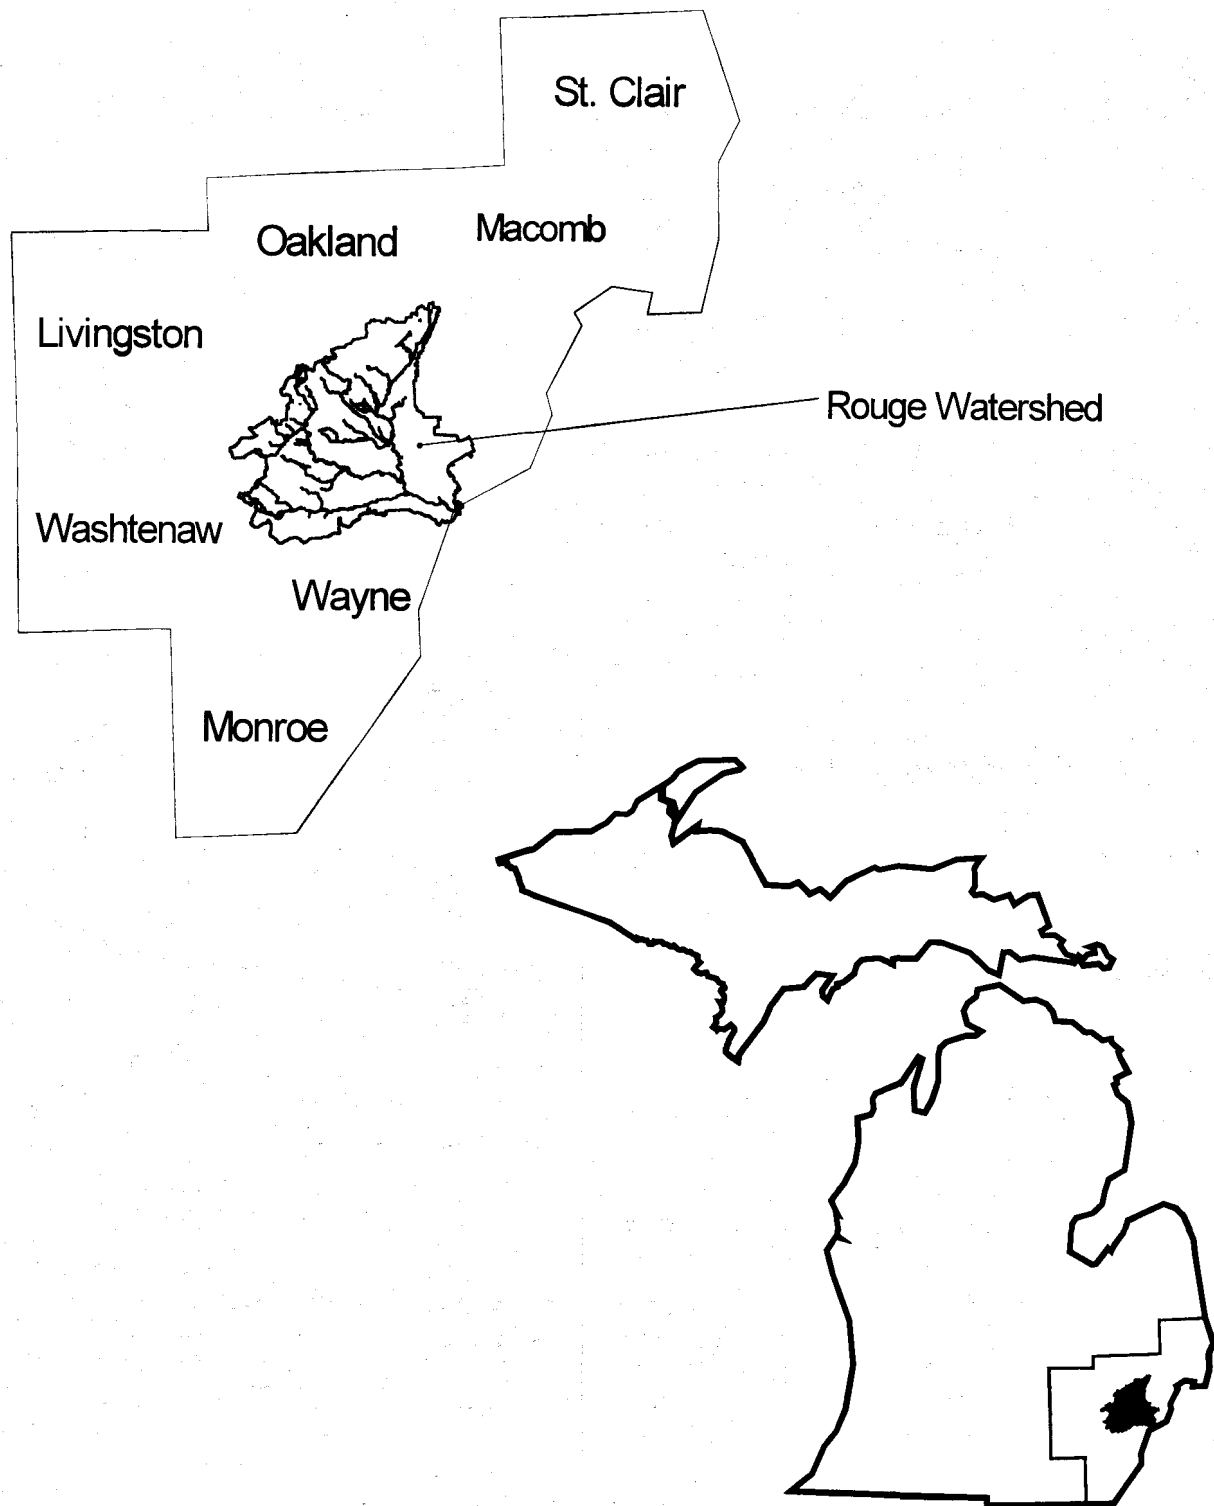 St. Clair
Oakland
Macomb
Livingston
Rouge Watershed
Washtenaw
Wayne
Monroe